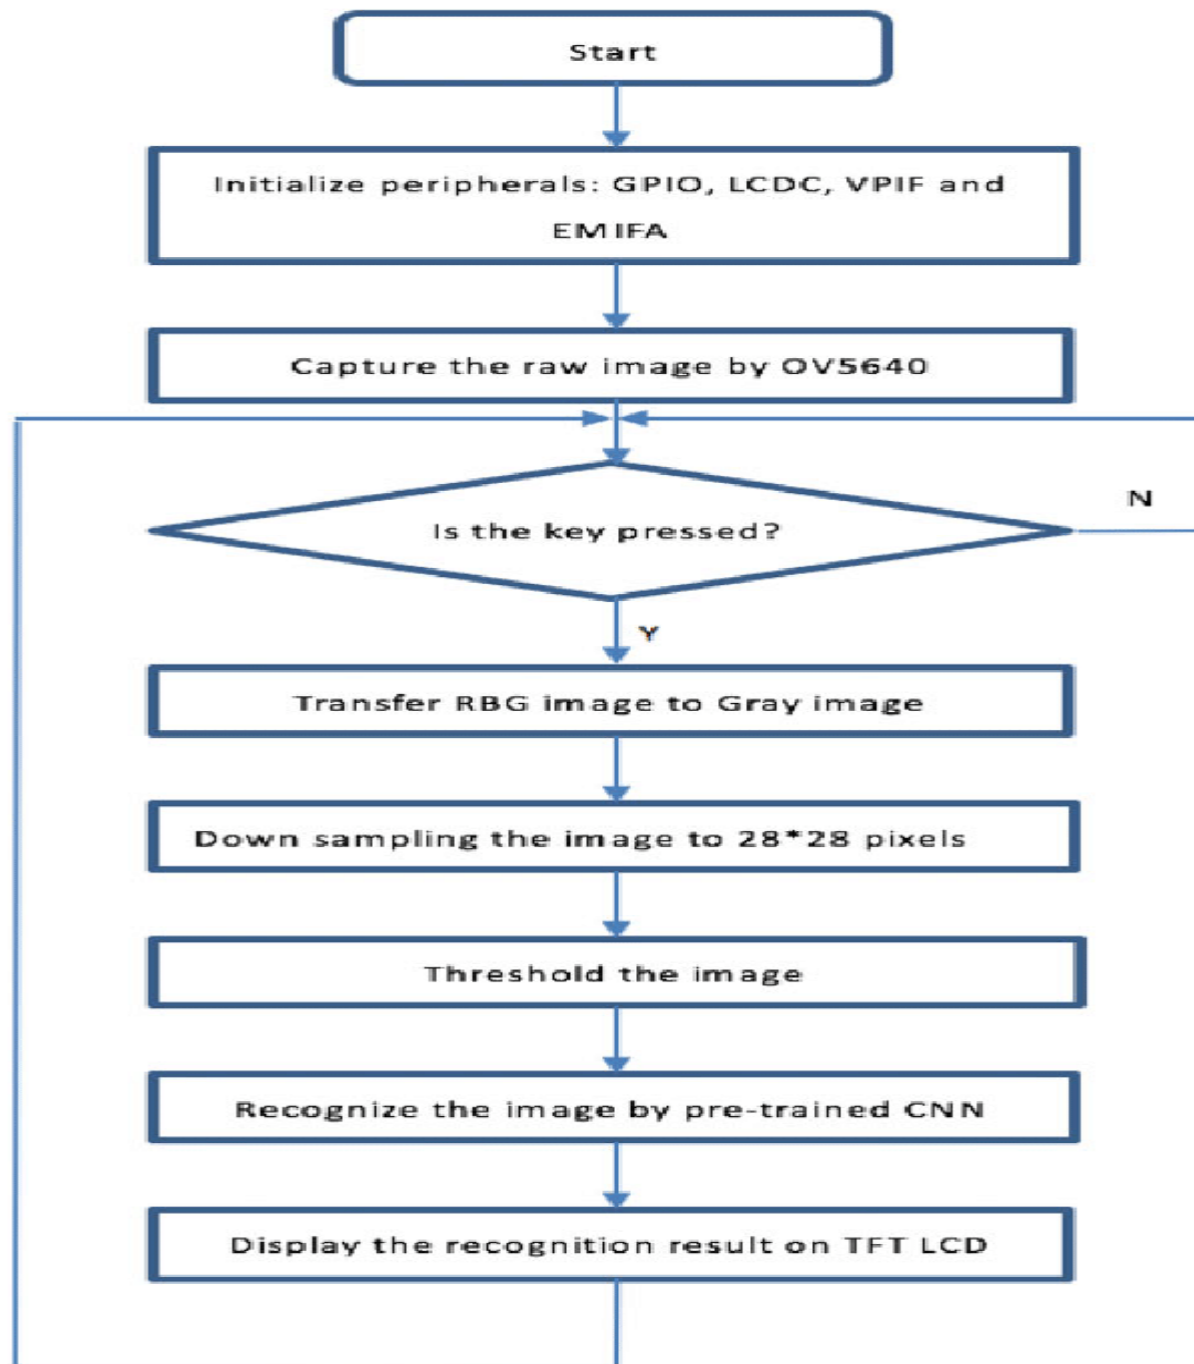 Start
Initialize peripherals: GPIO, LCDC, VPIF and
EMIFA
Capture the raw image by OV5640
N
Is the key pressed?
Y
Transfer RBG image to Gray image
Down sampling the image to 28*28 pixels
Threshold the image
Recognize the image by pre-trained CNN
Display the recognition result on TFT LCD